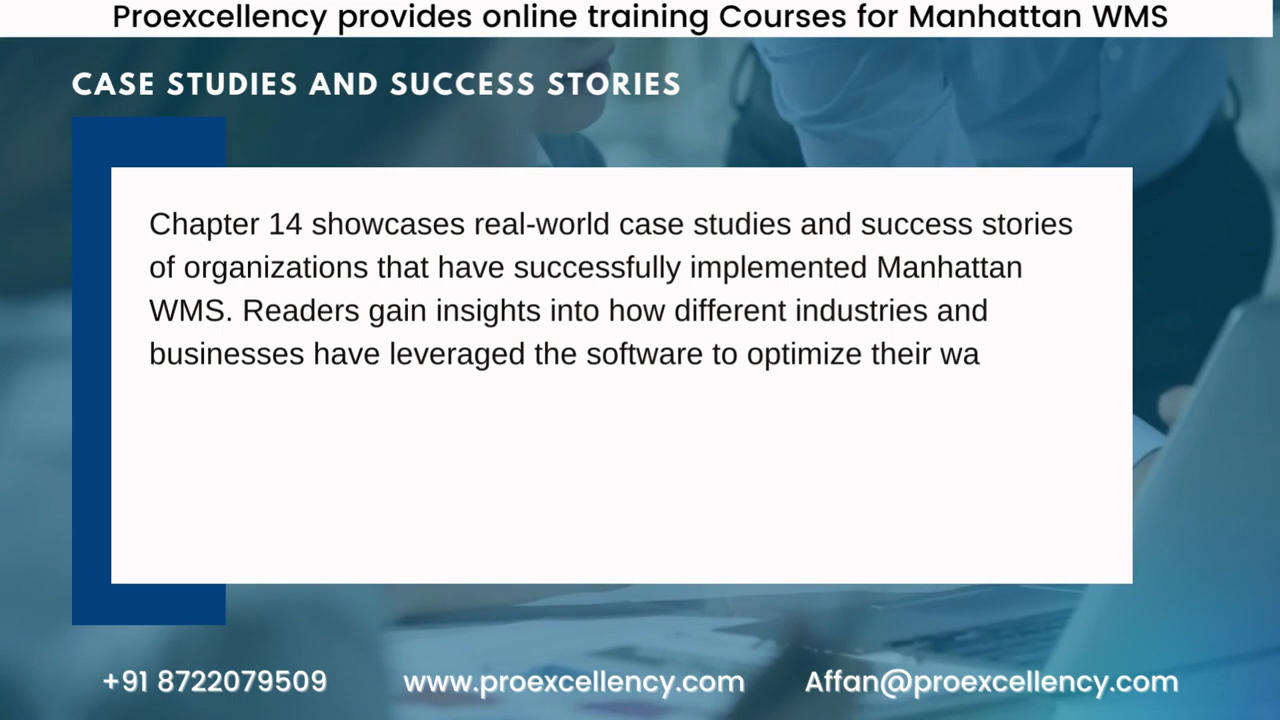 Proexcellency provides online training Courses for Manhattan WMS
CASE STUDIES AND SUCCESS STORIES
Chapter 14 showcases real-world case studies and success stories
of organizations that have successfully implemented Manhattan
WMS. Readers gain insights into how different industries and
businesses have leveraged the software to optimize their wa
+91 8722079509 www.proexcellency.com Affan@proexcellency.com